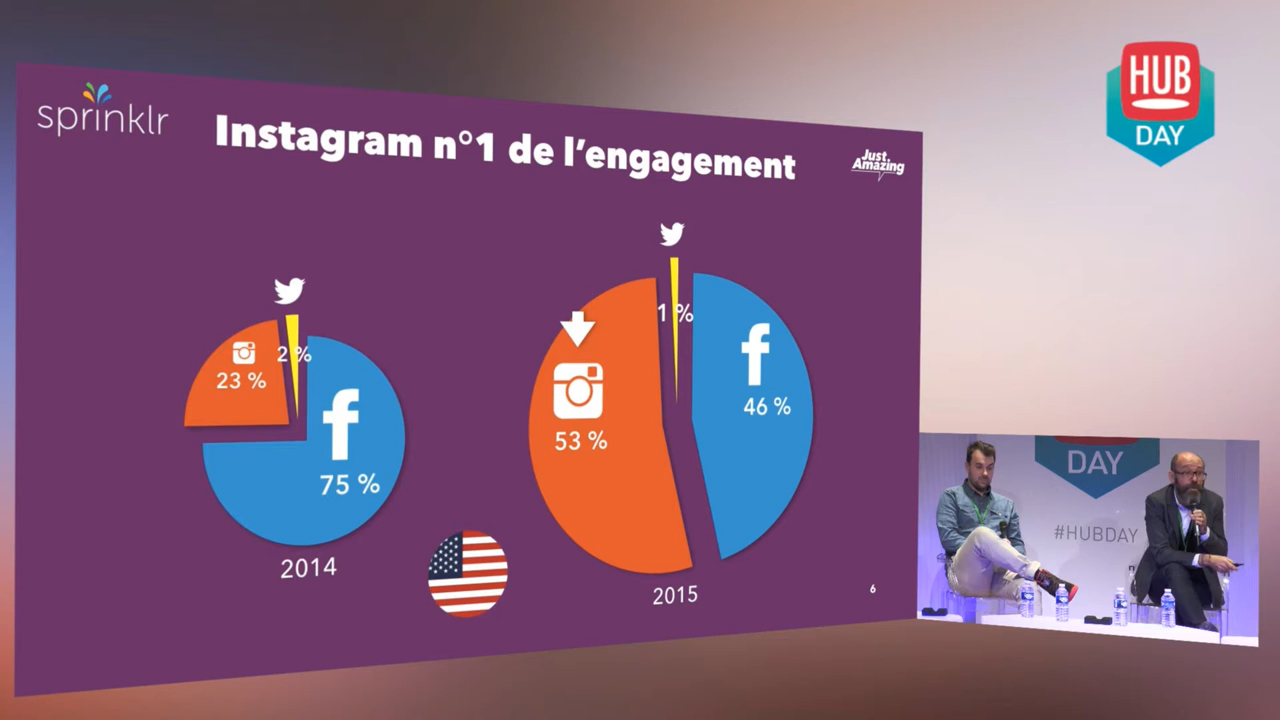 sprinklr
Instagram n°1 de l'engagement
Just
Amazing
HUB
DAY
2 %
23 %
f
75 %
2014
1 %
53 %
f
46 %
2015
6
DAY
#HUBDAY